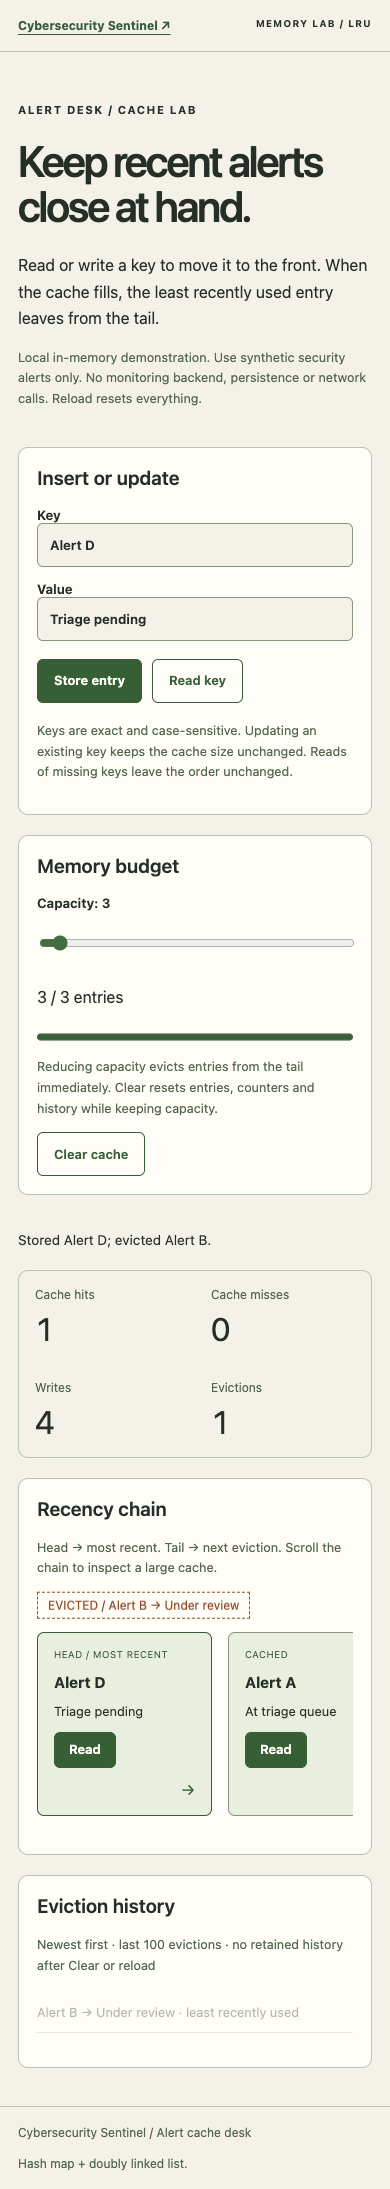 Cybersecurity Sentinel ↗
MEMORY LAB / LRU
ALERT DESK / CACHE LAB
Keep recent alerts
close at hand.
Read or write a key to move it to the front. When
the cache fills, the least recently used entry
leaves from the tail.
Local in-memory demonstration. Use synthetic security
alerts only. No monitoring backend, persistence or network
calls. Reload resets everything.
Insert or update
Key
Alert D
Value
Triage pending
Store entry
Read key
Keys are exact and case-sensitive. Updating an
existing key keeps the cache size unchanged. Reads
of missing keys leave the order unchanged.
Memory budget
Capacity: 3
3 / 3 entries
Reducing capacity evicts entries from the tail
immediately. Clear resets entries, counters and
history while keeping capacity.
Clear cache
Stored Alert D; evicted Alert B.
Cache hits
1
Cache misses
0
Writes
4
Evictions
1
Recency chain
Head → most recent. Tail → next eviction. Scroll the
chain to inspect a large cache.
EVICTED / Alert B → Under review
HEAD / MOST RECENT
Alert D
Triage pending
Read
→
CACHED
Alert A
At triage queue
Read
Eviction history
Newest first · last 100 evictions · no retained history
after Clear or reload
Alert B → Under review · least recently used
Cybersecurity Sentinel / Alert cache desk
Hash map + doubly linked list.